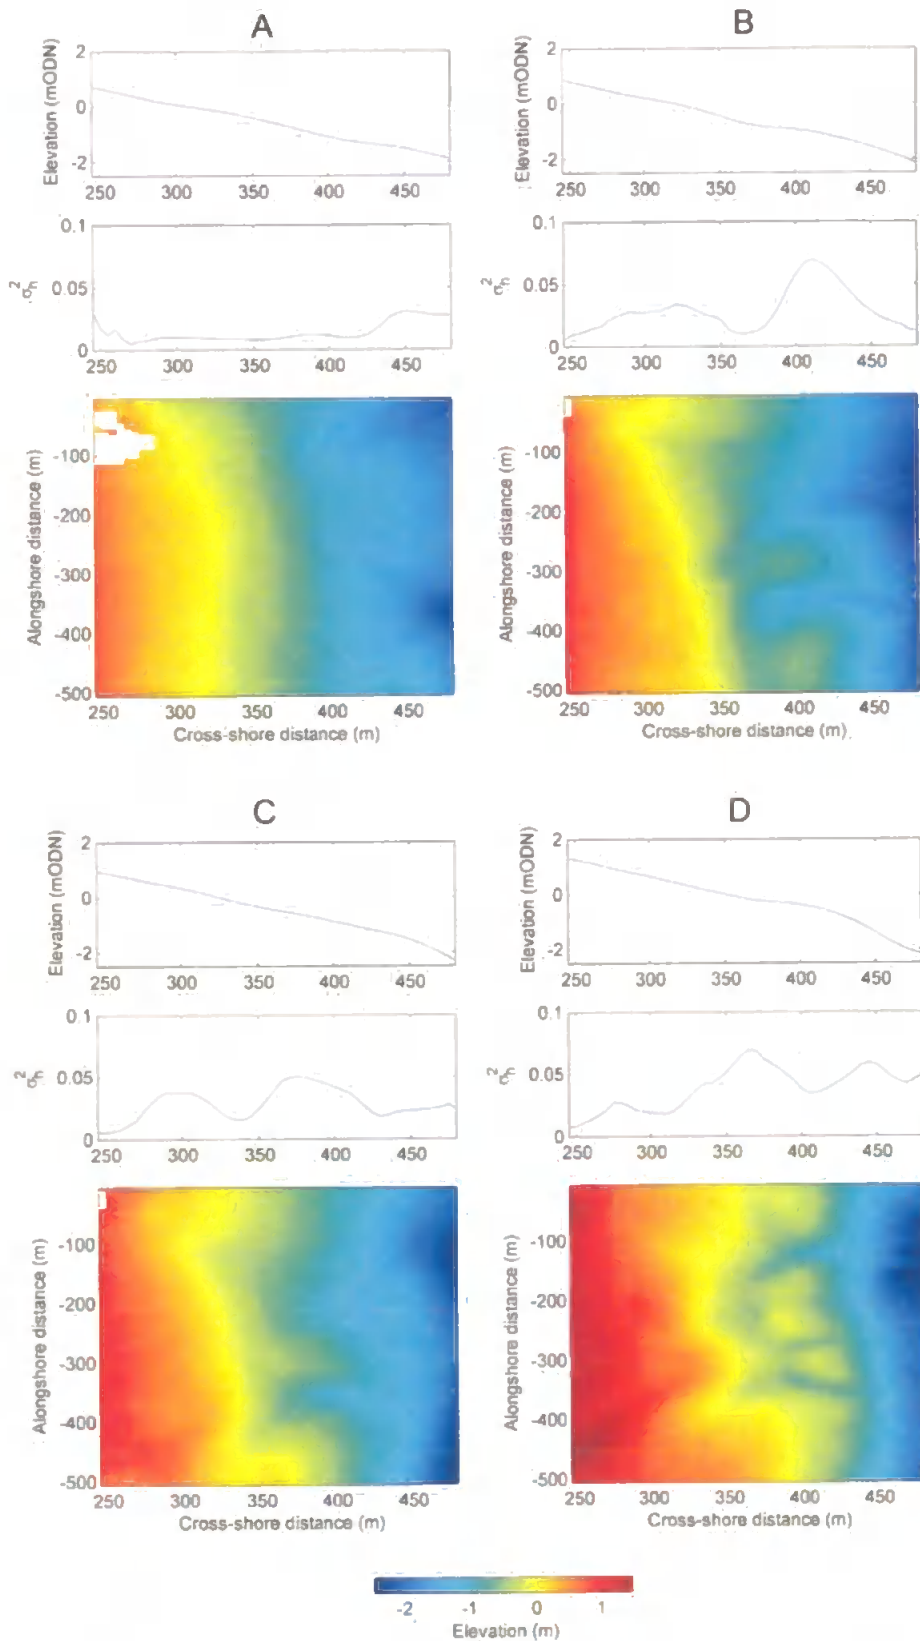 A
B
Elevation (mODN)
2
0
-2
250 300 350 400 450
Elevation (mODN)
2
0
-2
250 300 350 400 450
σh2
0.1
0.05
0
250 300 350 400 450
σh2
0.1
0.05
0
250 300 350 400 450
Alongshore distance (m)
-100
-200
-300
-400
-500
250 300 350 400 450
Cross-shore distance (m)
Alongshore distance (m)
-100
-200
-300
-400
-500
250 300 350 400 450
Cross-shore distance (m)
C
D
Elevation (mODN)
2
0
-2
250 300 350 400 450
Elevation (mODN)
2
0
-2
250 300 350 400 450
σh2
0.1
0.05
0
250 300 350 400 450
σh2
0.1
0.05
0
250 300 350 400 450
Alongshore distance (m)
-100
-200
-300
-400
-500
250 300 350 400 450
Cross-shore distance (m)
Alongshore distance (m)
-100
-200
-300
-400
-500
250 300 350 400 450
Cross-shore distance (m)
-2 -1 0 1
Elevation (m)